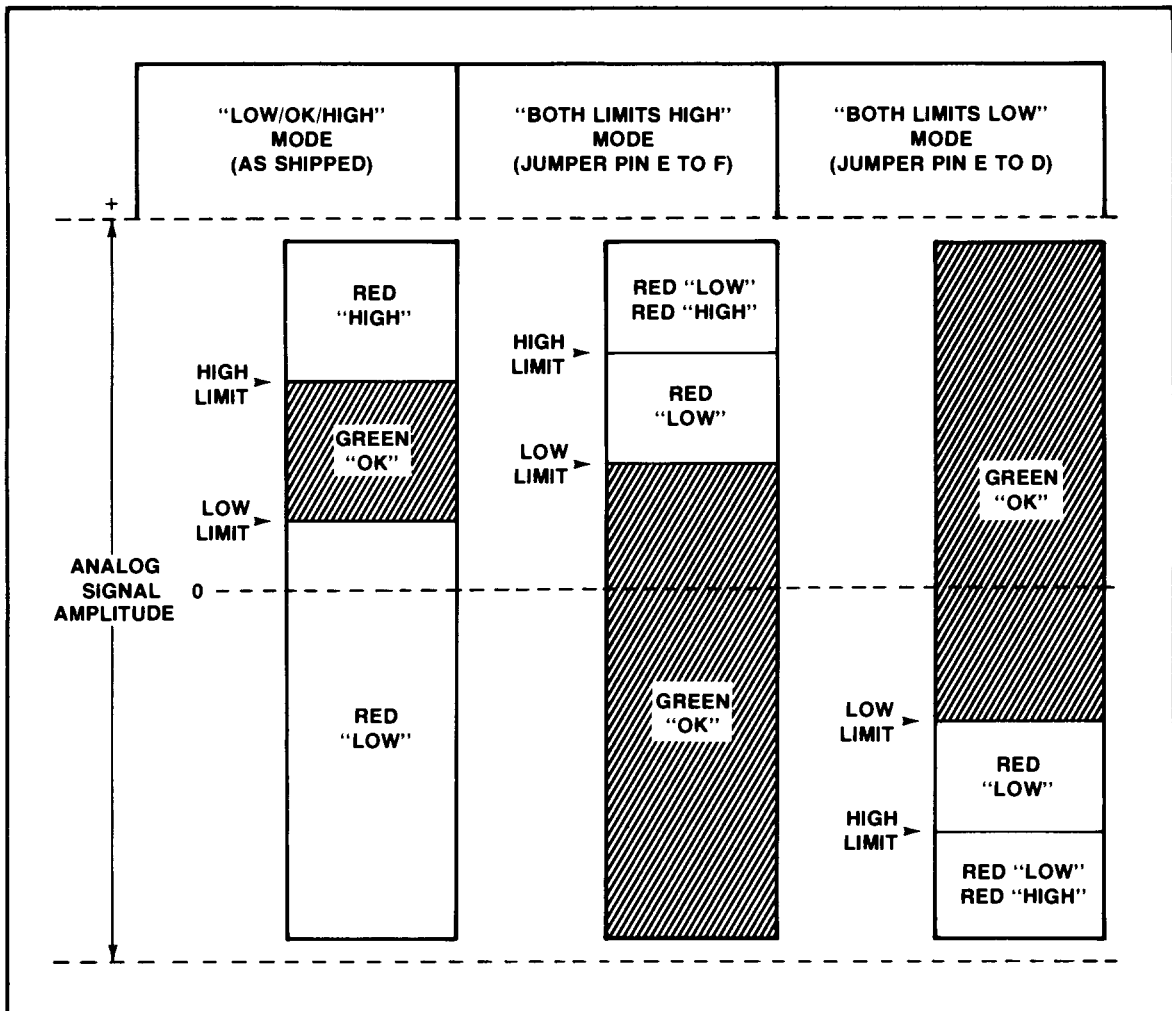 “LOW/OK/HIGH”
MODE
(AS SHIPPED)
“BOTH LIMITS HIGH”
MODE
(JUMPER PIN E TO F)
“BOTH LIMITS LOW”
MODE
(JUMPER PIN E TO D)
+
ANALOG
SIGNAL
AMPLITUDE
0
RED
“HIGH”
HIGH
LIMIT
GREEN
“OK”
LOW
LIMIT
RED
“LOW”
RED “LOW”
RED “HIGH”
HIGH
LIMIT
RED
“LOW”
LOW
LIMIT
GREEN
“OK”
GREEN
“OK”
LOW
LIMIT
RED
“LOW”
HIGH
LIMIT
RED “LOW”
RED “HIGH”